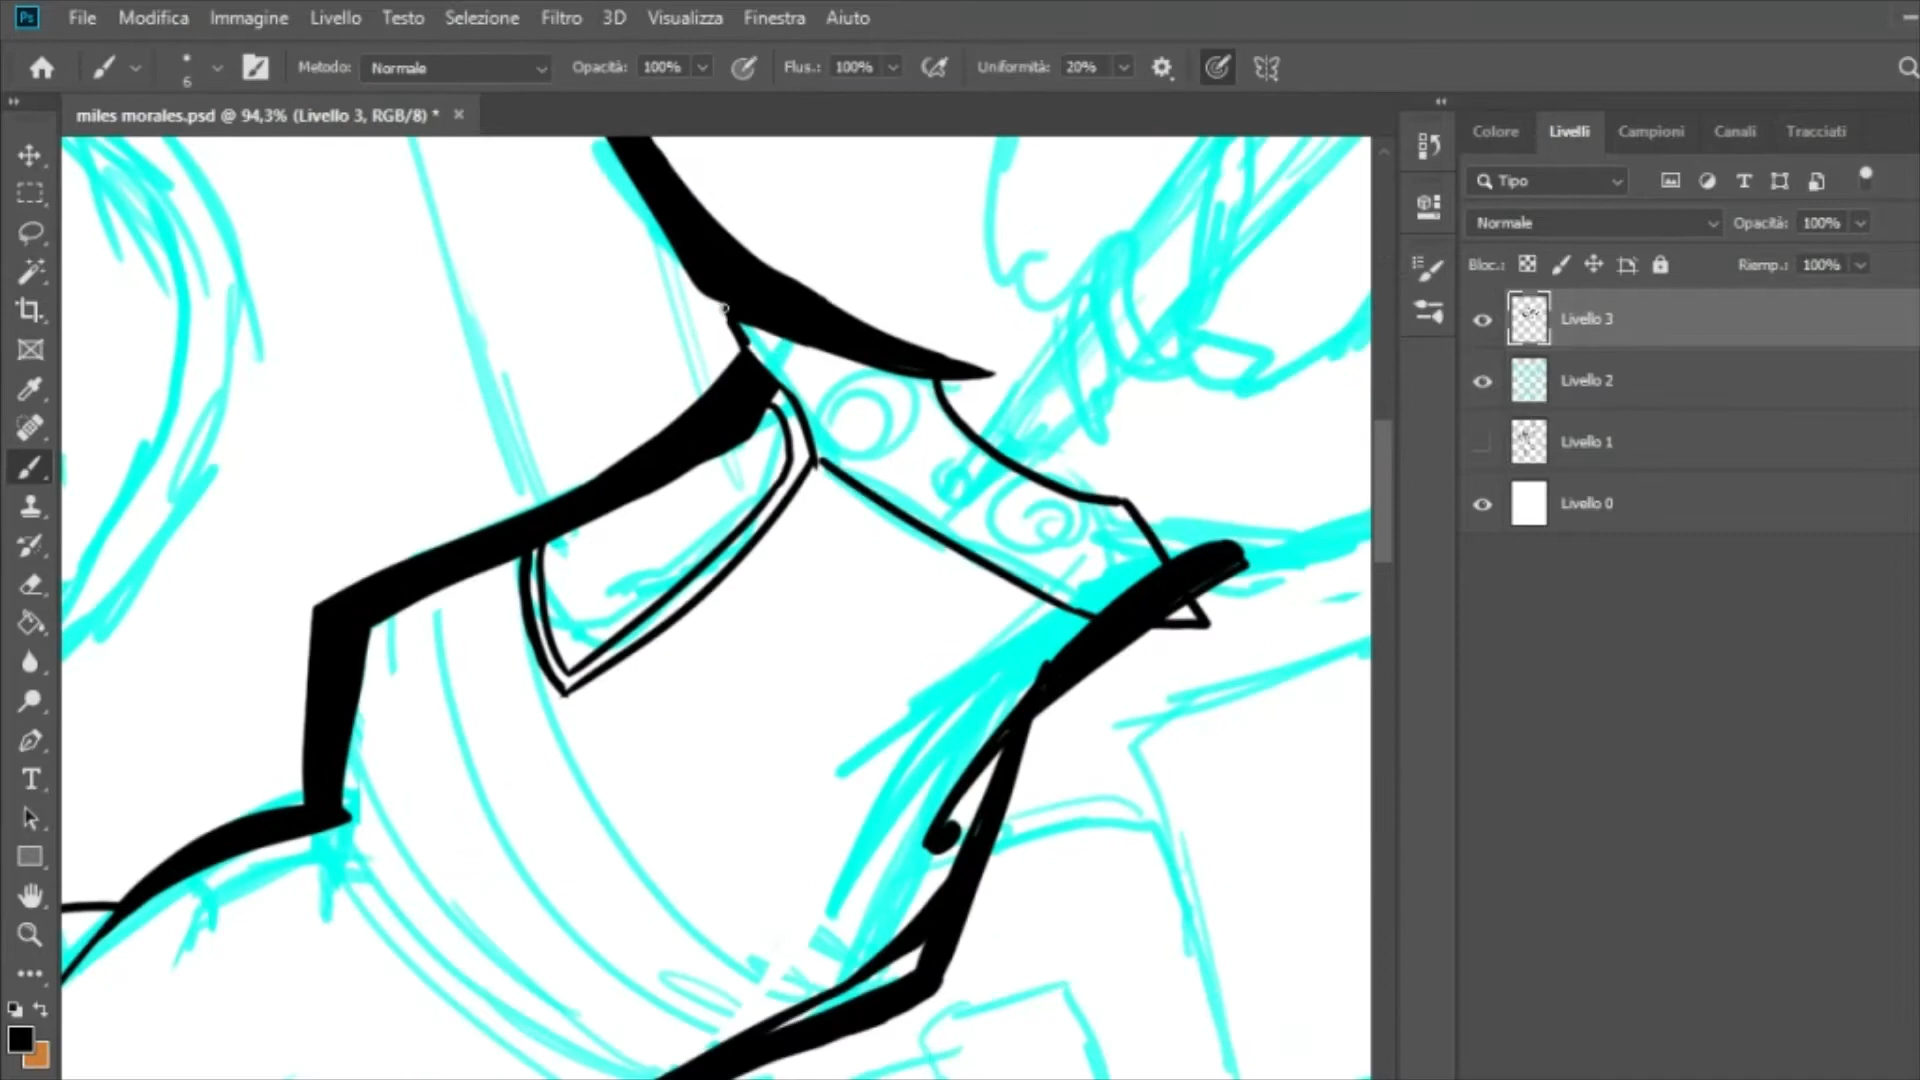 Ps File Modifica Immagine Livello Testo Selezione Filtro 3D Visualizza Finestra Aiuto
6 Metodo: Normale Opacità: 100% Flus.: 100% Uniformità: 20%
miles morales.psd @ 94,3% (Livello 3, RGB/8) *
Colore Livelli Campioni Canali Tracciati
Tipo
Normale Opacità: 100%
Bloc.: Riemp.: 100%
Livello 3
Livello 2
Livello 1
Livello 0